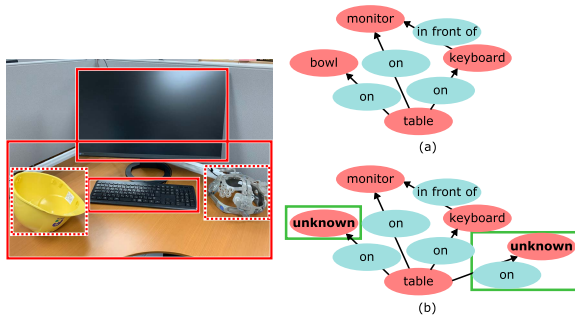 monitor
in front of
bowl
on
keyboard
on
on
table
(a)
monitor
in front of
unknown
on
keyboard
unknown
on
on
on
table
(b)